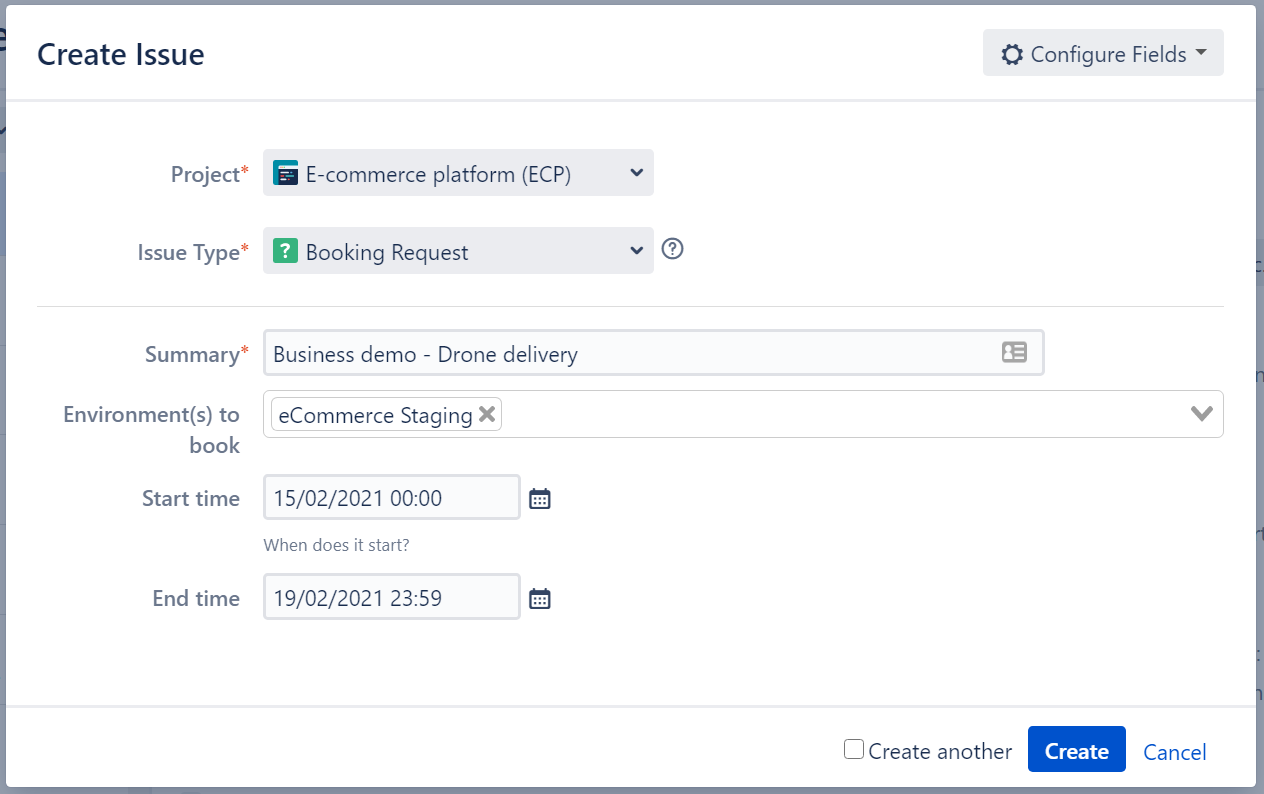 Create Issue
Configure Fields
Project*
E-commerce platform (ECP)
Issue Type*
? Booking Request
Summary*
Business demo - Drone delivery
Environment(s) to
book
eCommerce Staging
Start time
15/02/2021 00:00
When does it start?
End time
19/02/2021 23:59
Create another
Create
Cancel